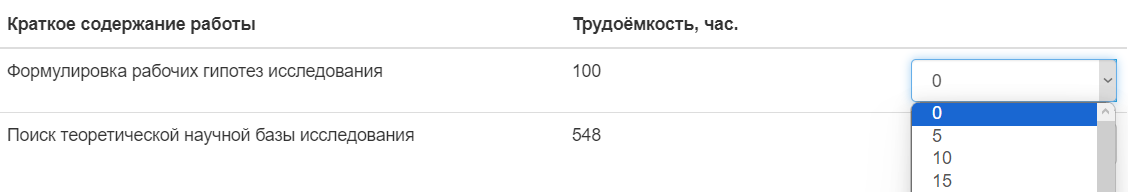 Краткое содержание работы Трудоёмкость, час.
Формулировка рабочих гипотез исследования 100 0
0
Поиск теоретической научной базы исследования 548 5
10
15